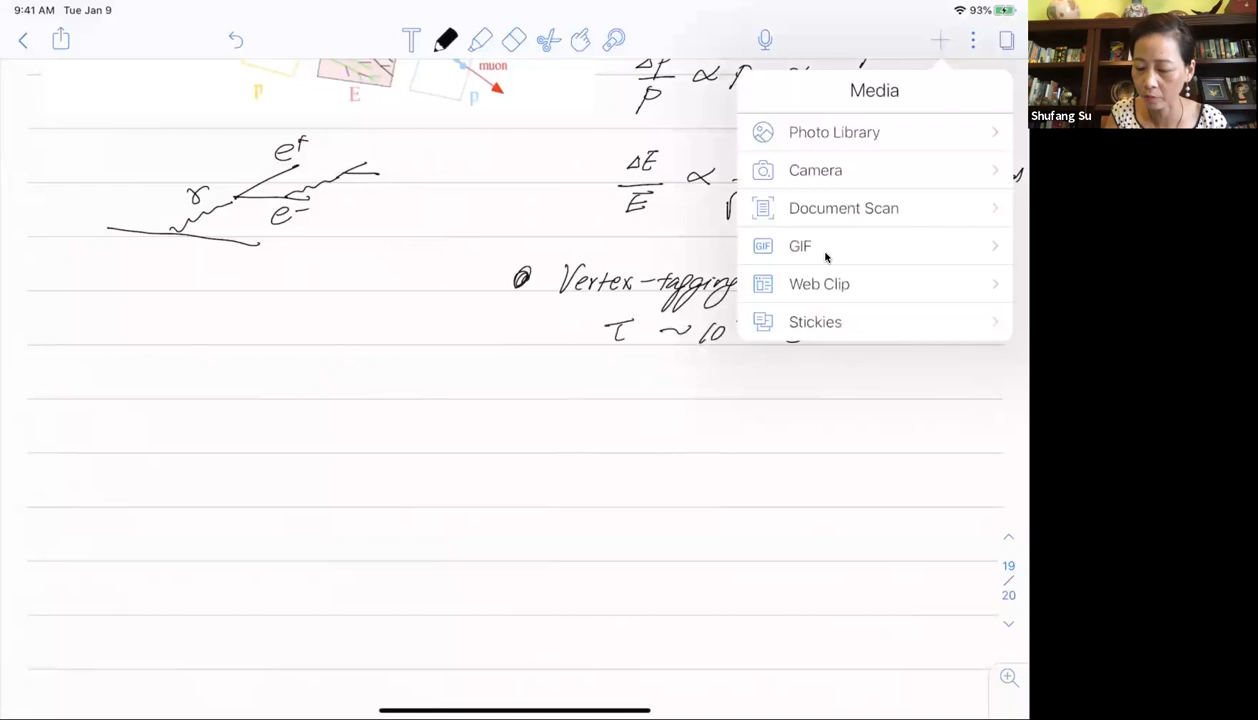 9:41 AM Tue Jan 9
93%
T
Shufang Su
muon
P
E
p
Media
Photo Library
Camera
Document Scan
GIF GIF
Web Clip
Stickies
e+
γ
e-
p
∝
ΔE
E
∝
Vertex-tagging
τ ~ 10
19
/
20